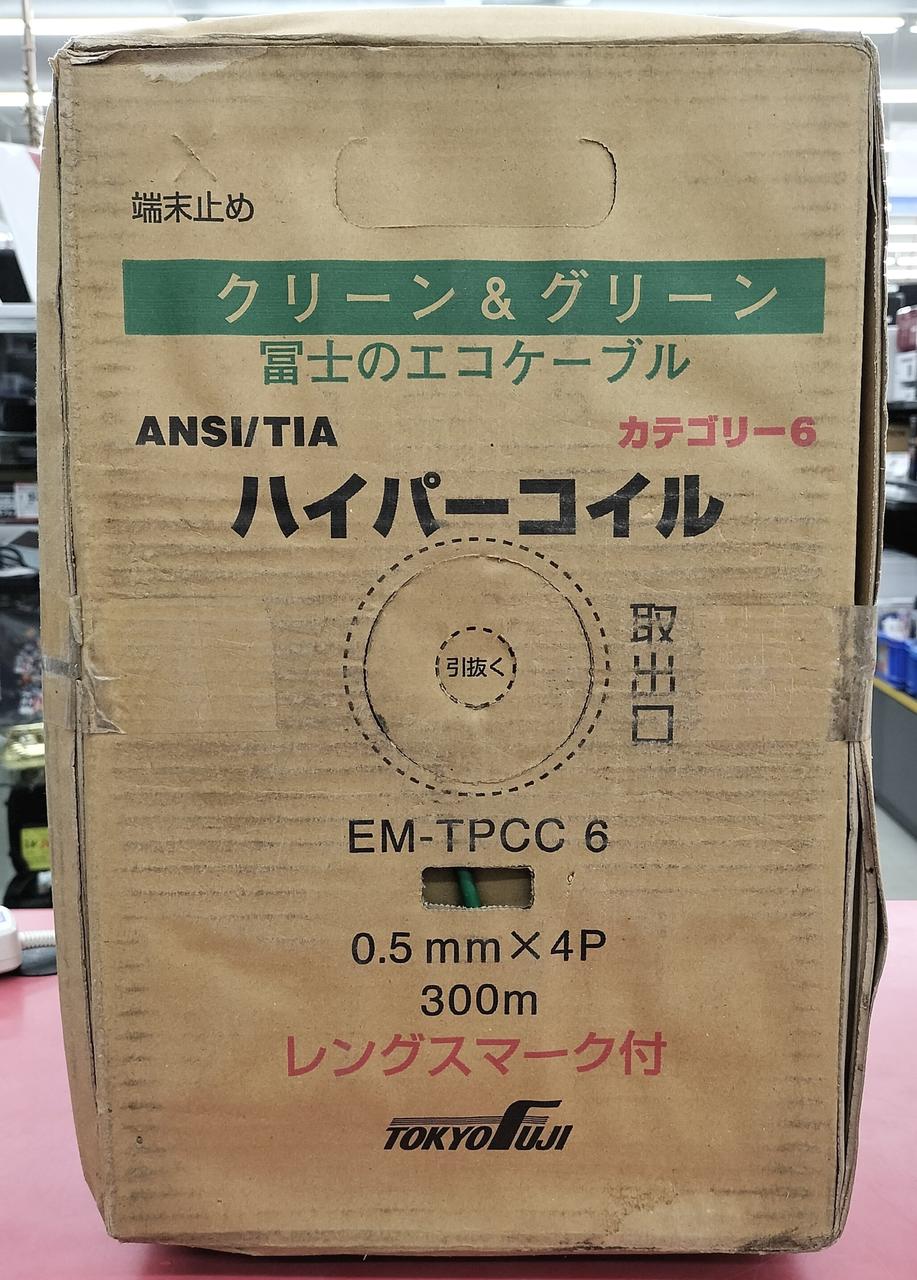 端末止め
クリーン&グリーン
冨士のエコケーブル
ANSI/TIA カテゴリー6
ハイパーコイル
引抜く
取出口
EM-TPCC 6
0.5mm×4P
300m
レングスマーク付
TOKYO FUJI